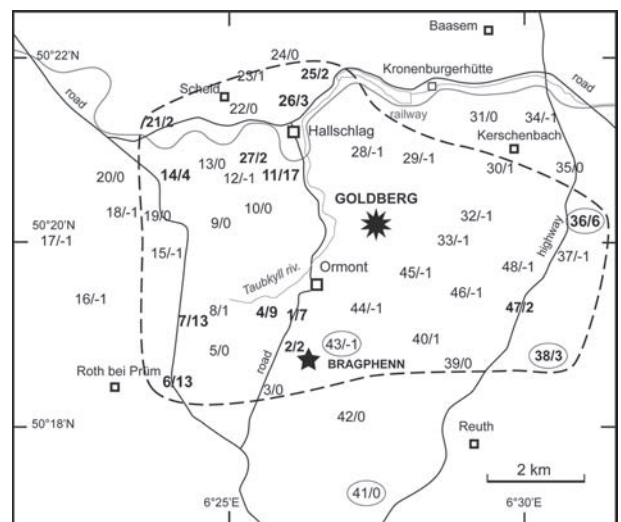 Baasem
50°22'N
24/0
23/1
25/2
Kronenburgerhütte
Scheid
road
road
22/0
26/3
railway
31/0
34/-1
21/2
Hallschlag
Kerschenbach
28/-1
29/-1
27/2
13/0
14/4
12/-1
11/17
30/1
35/0
20/0
GOLDBERG
18/-1
19/0
10/0
9/0
32/-1
36/6
50°20'N
17/-1
33/-1
highway
15/-1
37/-1
Taubkyll riv.
Ormont
45/-1
48/-1
16/-1
46/-1
8/1
4/9
1/7
44/-1
47/2
7/13
5/0
2/2
43/-1
40/1
BRAGPHENN
38/3
road
39/0
Roth bei Prüm
6/13
3/0
42/0
50°18'N
Reuth
2 km
41/0
6°25'E
6°30'E